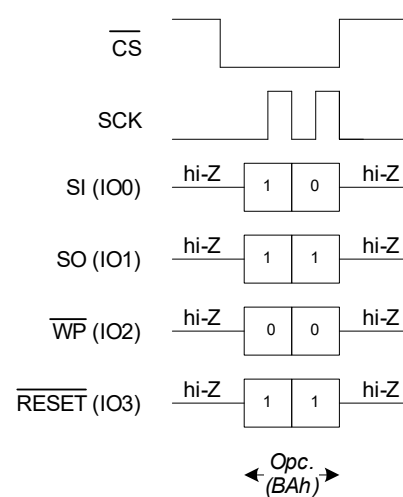 CS
SCK
hi-Z hi-Z
SI (IO0) 1 0
hi-Z hi-Z
SO (IO1) 1 1
hi-Z hi-Z
WP (IO2) 0 0
hi-Z hi-Z
RESET (IO3) 1 1
Opc.
(BAh)